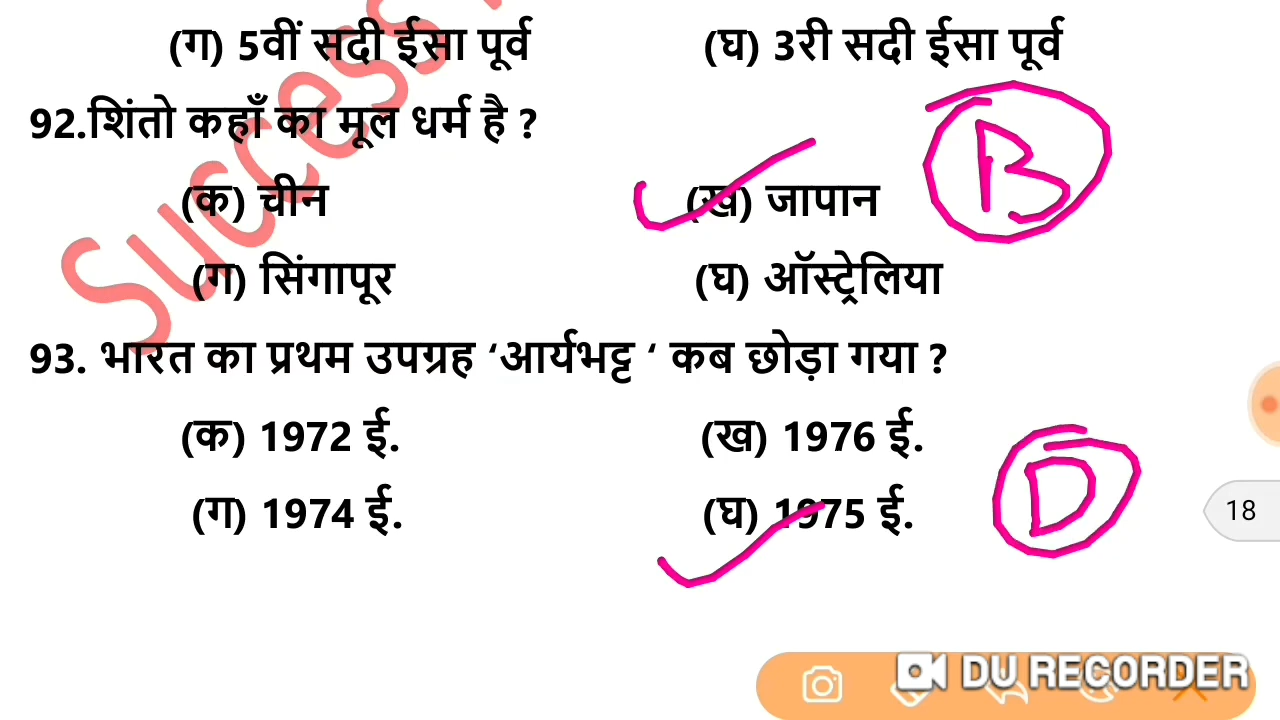 (ग) 5वीं सदी ईसा पूर्व (घ) 3री सदी ईसा पूर्व
92.शिंतो कहाँ का मूल धर्म है ?
(क) चीन (ख) जापान B
(ग) सिंगापूर (घ) ऑस्ट्रेलिया
93. भारत का प्रथम उपग्रह ‘आर्यभट्ट ‘ कब छोड़ा गया ?
(क) 1972 ई. (ख) 1976 ई.
(ग) 1974 ई. (घ) 1975 ई. D
18
Success
DU RECORDER